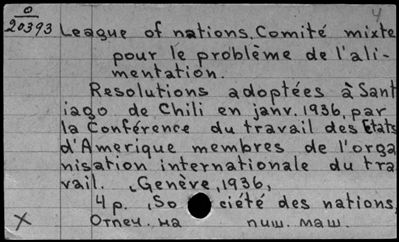 0
20393
4
League of nations. Comité mixte
pour le problème de l'ali-
mentation.
Resolutions adoptées à Sant
iago de Chili en janv. 1936, par
la Conférence du travail des Etats
d'Amerique membres de l'orga
nisation internationale du tra
vail. Genève, 1936,
4 p. So ciété des nations,
X Отпеч. на пиш. маш.